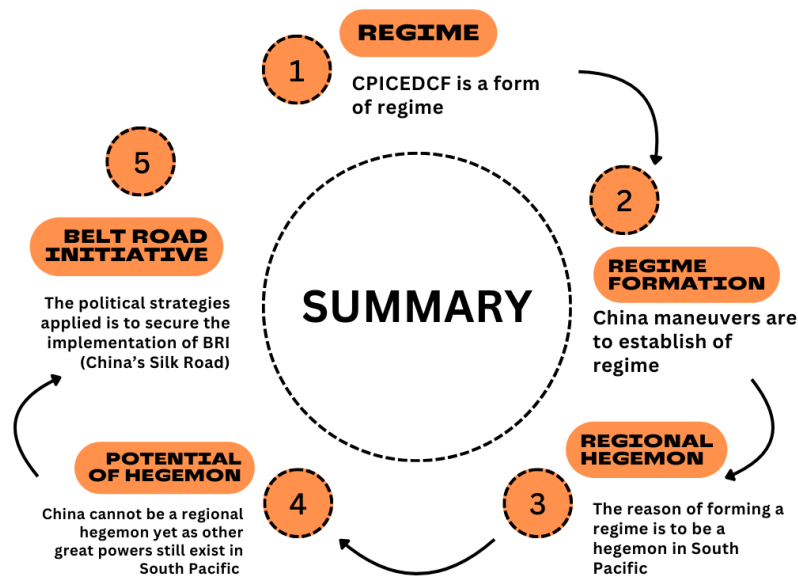 1
REGIME
CPICEDCF is a form
of regime
2
REGIME
FORMATION
China maneuvers are
to establish of
regime
3
REGIONAL
HEGEMON
The reason of forming a
regime is to be a
hegemon in South
Pacific
4
POTENTIAL
OF HEGEMON
China cannot be a regional
hegemon yet as other
great powers still exist in
South Pacific
5
BELT ROAD
INITIATIVE
The political strategies
applied is to secure the
implementation of BRI
(China’s Silk Road)
SUMMARY